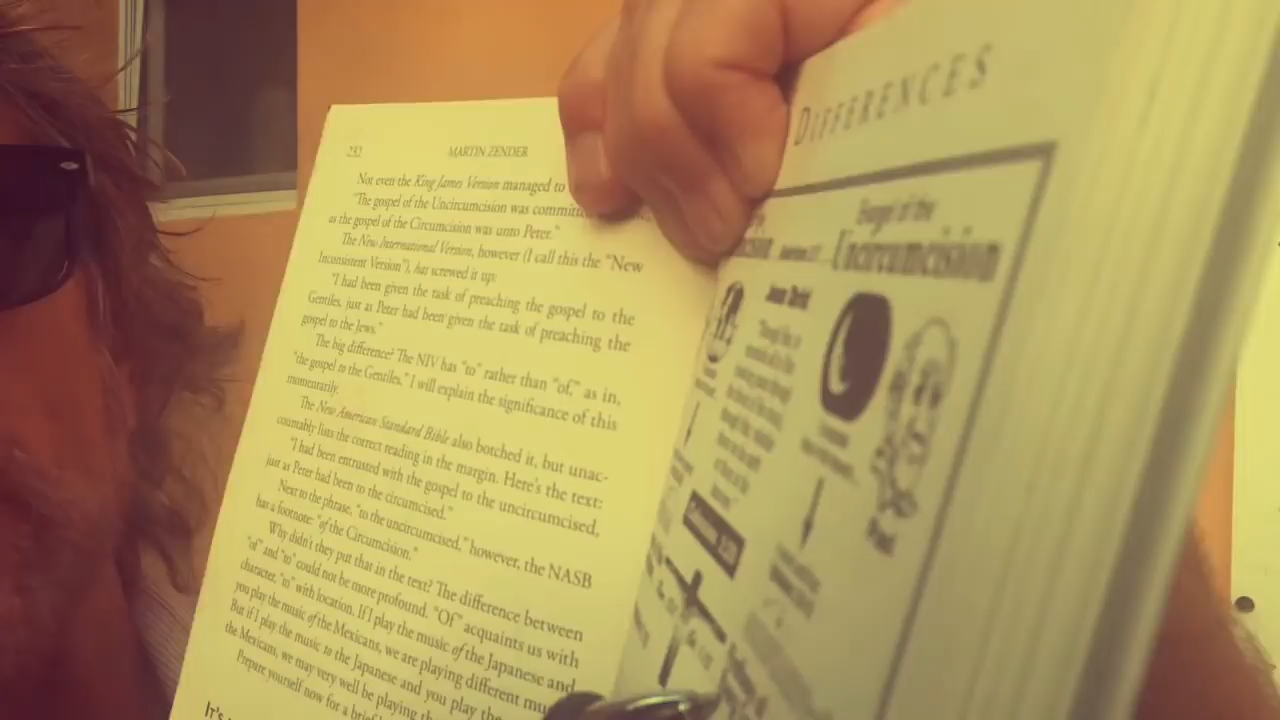 232 MARTIN ZENDER
Not even the King James Version managed to
"The gospel of the Uncircumcision was committ
as the gospel of the Circumcision was unto Peter."
The New International Version, however (I call this the "New
Inconsistent Version"), has screwed it up:
"I had been given the task of preaching the gospel to the
Gentiles, just as Peter had been given the task of preaching the
gospel to the Jews."
The big difference? The NIV has "to" rather than "of," as in,
"the gospel to the Gentiles." I will explain the significance of this
momentarily.
The New American Standard Bible also botched it, but unac-
countably lists the correct reading in the margin. Here's the text:
"I had been entrusted with the gospel to the uncircumcised,
just as Peter had been to the circumcised."
Next to the phrase, "to the uncircumcised," however, the NASB
has a footnote: "of the Circumcision."
Why didn't they put that in the text? The difference between
"of" and "to" could not be more profound. "Of" acquaints us with
character, "to" with location. If I play the music of the Japanese and
you play the music of the Mexicans, we are playing different mu
But if I play the music to the Japanese and you play the
the Mexicans, we may very well be playing the
Prepare yourself now for a brief
It's
DIFFERENCES
Evangel of the
Uncircumcision
Jesus Christ
Paul